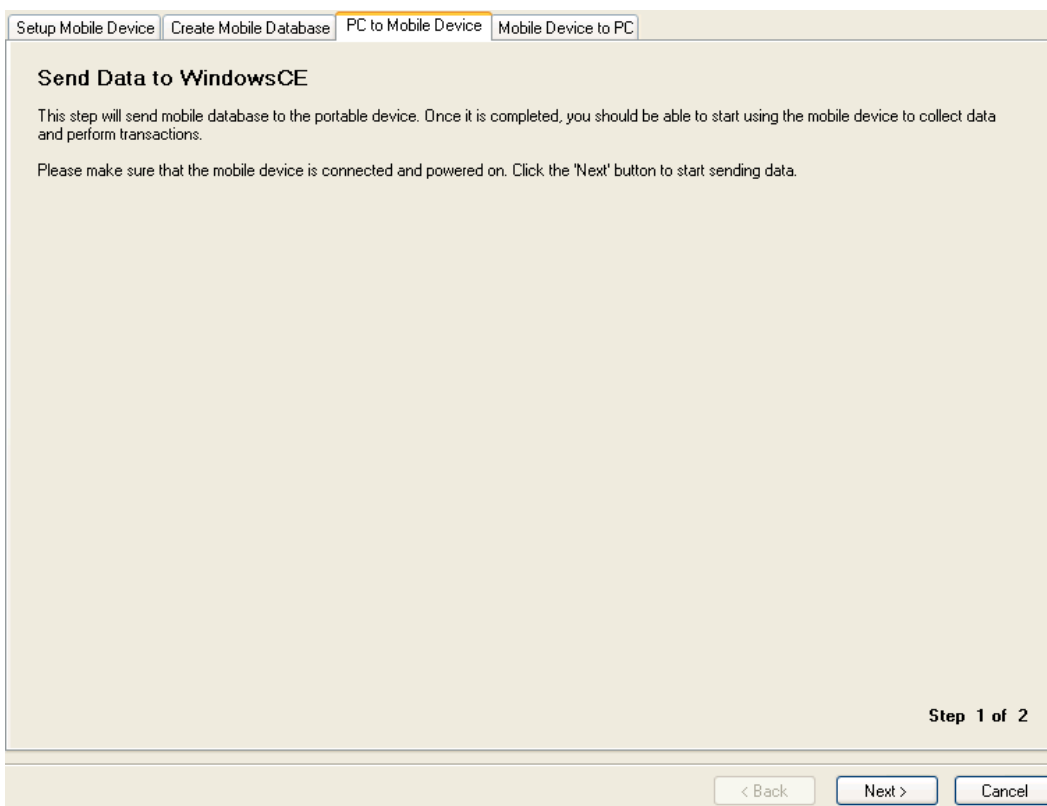 Setup Mobile Device Create Mobile Database PC to Mobile Device Mobile Device to PC
Send Data to WindowsCE
This step will send mobile database to the portable device. Once it is completed, you should be able to start using the mobile device to collect data
and perform transactions.
Please make sure that the mobile device is connected and powered on. Click the 'Next' button to start sending data.
Step 1 of 2
< Back Next > Cancel